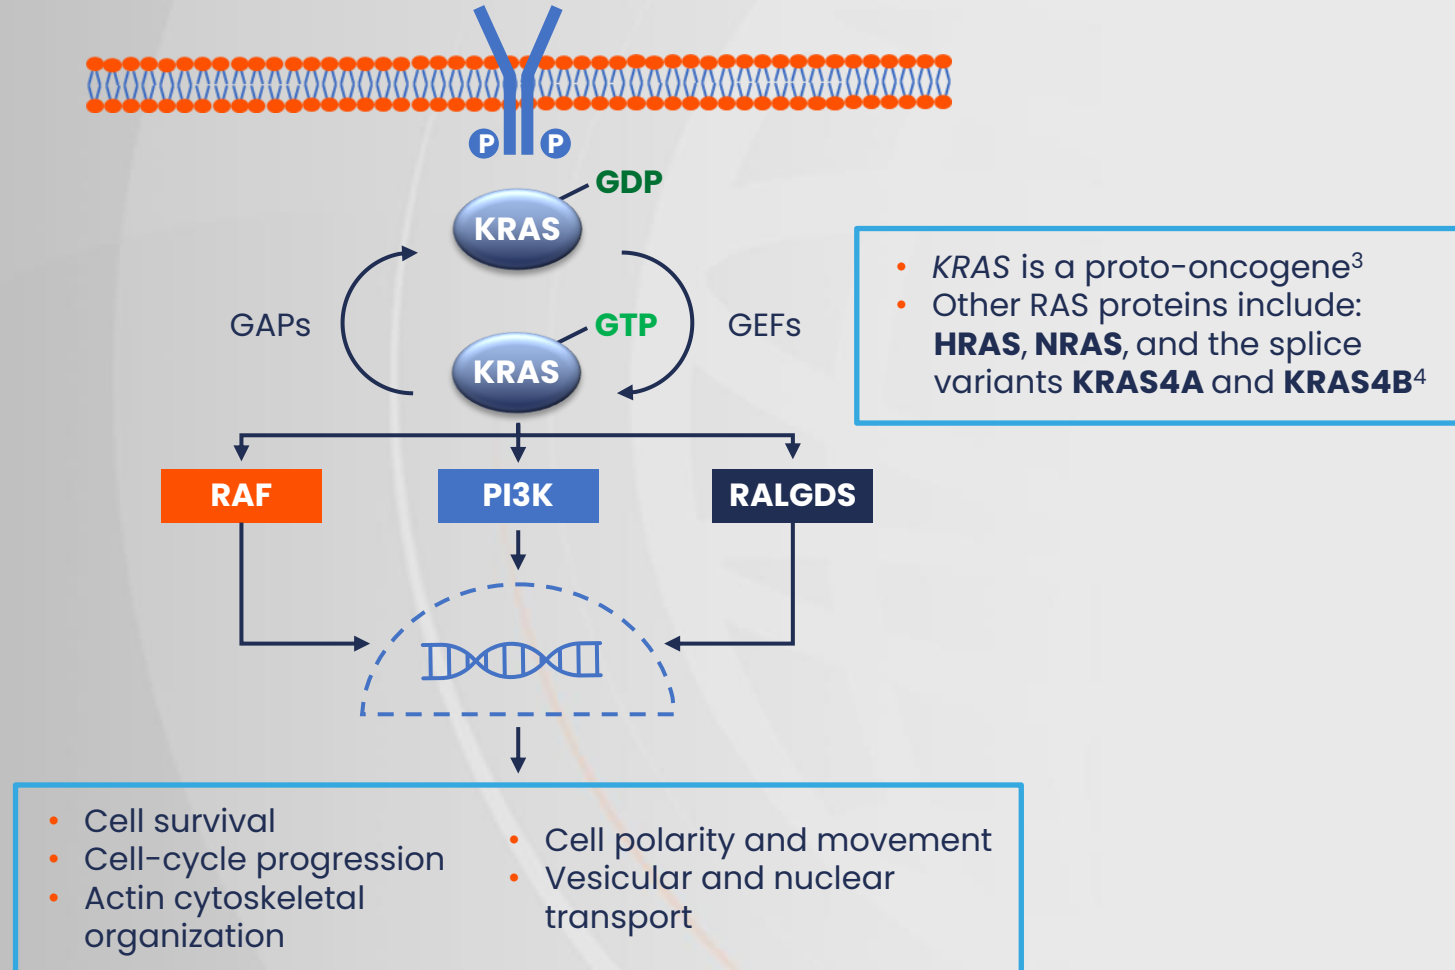 P P
GDP
KRAS
GAPs
GTP
GEFs
KRAS
• KRAS is a proto-oncogene³
• Other RAS proteins include:
HRAS, NRAS, and the splice
variants KRAS4A and KRAS4B⁴
RAF
PI3K
RALGDS
• Cell survival
• Cell-cycle progression
• Actin cytoskeletal
organization
• Cell polarity and movement
• Vesicular and nuclear
transport